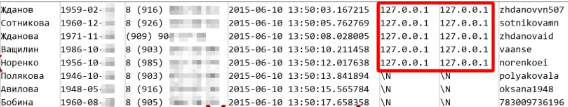 Жданов 1959-02- 8 (916) 2015-06-10 13:50:03.167215 127.0.0.1 127.0.0.1 zhdanovvn507
Сотникова 1960-12- 8 (926) 2015-06-10 13:50:05.762769 127.0.0.1 127.0.0.1 sotnikovamn
Жданова 1971-11- (909) 90 2015-06-10 13:50:08.028005 127.0.0.1 127.0.0.1 zhdanovaid
Ващилин 1986-10- 8 (903) 2015-06-10 13:50:10.211458 127.0.0.1 127.0.0.1 vaanse
Норенко 1956-10- 8 (985) 2015-06-10 13:50:12.017638 127.0.0.1 127.0.0.1 norenkoei
Полякова 1946-10- 8 (903) 2015-06-10 13:50:13.841894 \N \N polyakovala
Авилова 1948-05- 8 (916) 2015-06-10 13:50:15.565784 \N \N oksana1948
Бобина 1960-08- 8 (905) 2015-06-10 13:50:17.658358 \N \N 78300973619е